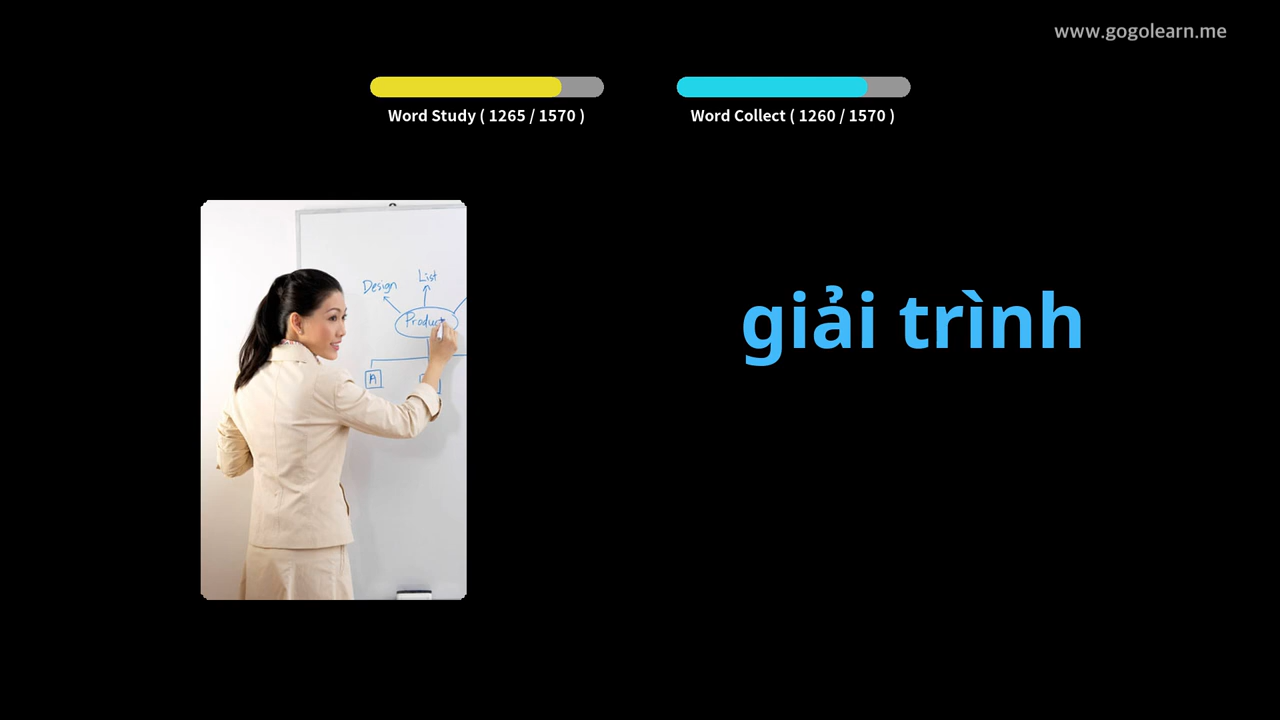 www.gogolearn.me
Word Study ( 1265 / 1570 )
Word Collect ( 1260 / 1570 )
giải trình
List
Design
Product
A